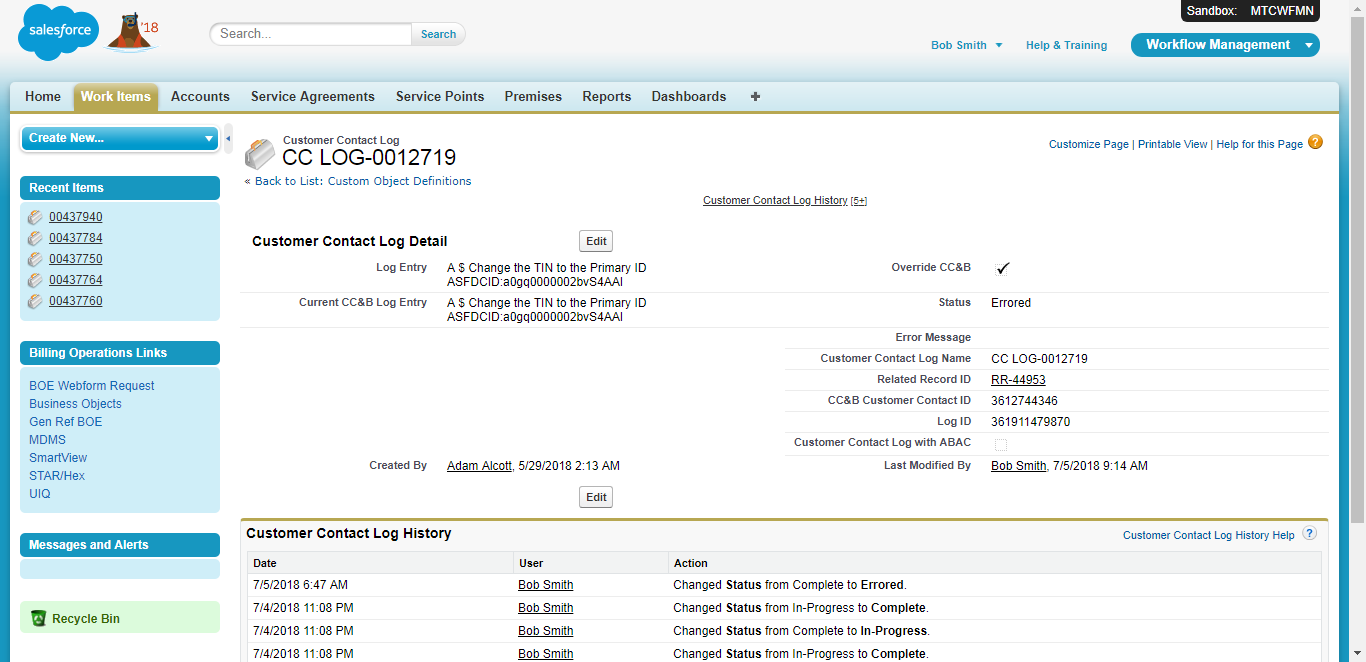 Sandbox: MTCWFMN
salesforce
'18
Search...
Search
Bob Smith
Help & Training
Workflow Management
Home
Work Items
Accounts
Service Agreements
Service Points
Premises
Reports
Dashboards
+
Create New...
Recent Items
00437940
00437784
00437750
00437764
00437760
Billing Operations Links
BOE Webform Request
Business Objects
Gen Ref BOE
MDMS
SmartView
STAR/Hex
UIQ
Messages and Alerts
Recycle Bin
Customer Contact Log
CC LOG-0012719
« Back to List: Custom Object Definitions
Customize Page | Printable View | Help for this Page ?
Customer Contact Log History [5+]
Customer Contact Log Detail
Edit
Log Entry
A $ Change the TIN to the Primary ID
ASFDCID:a0gq0000002bvS4AAI
Override CC&B
✓
Current CC&B Log Entry
A $ Change the TIN to the Primary ID
ASFDCID:a0gq0000002bvS4AAI
Status
Errored
Error Message
Customer Contact Log Name
CC LOG-0012719
Related Record ID
RR-44953
CC&B Customer Contact ID
3612744346
Log ID
361911479870
Customer Contact Log with ABAC
Created By
Adam Alcott, 5/29/2018 2:13 AM
Last Modified By
Bob Smith, 7/5/2018 9:14 AM
Edit
Customer Contact Log History
Customer Contact Log History Help ?
Date User Action
7/5/2018 6:47 AM Bob Smith Changed Status from Complete to Errored.
7/4/2018 11:08 PM Bob Smith Changed Status from In-Progress to Complete.
7/4/2018 11:08 PM Bob Smith Changed Status from Complete to In-Progress.
7/4/2018 11:08 PM Bob Smith Changed Status from In-Progress to Complete.